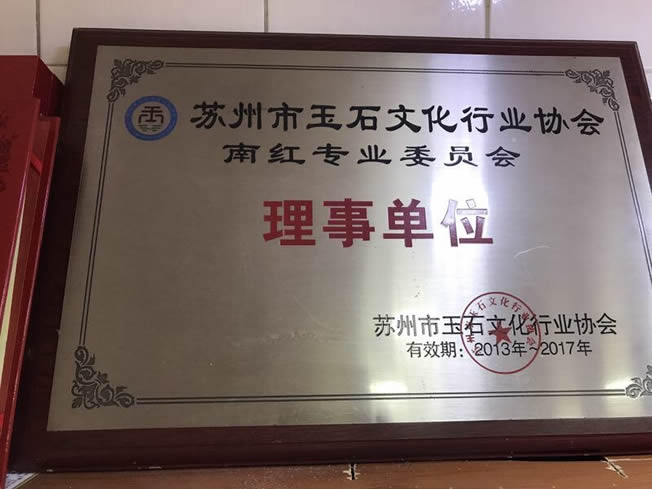 苏州市玉石文化行业协会
南红专业委员会
理事单位
苏州市玉石文化行业协会
有效期：2013年~2017年